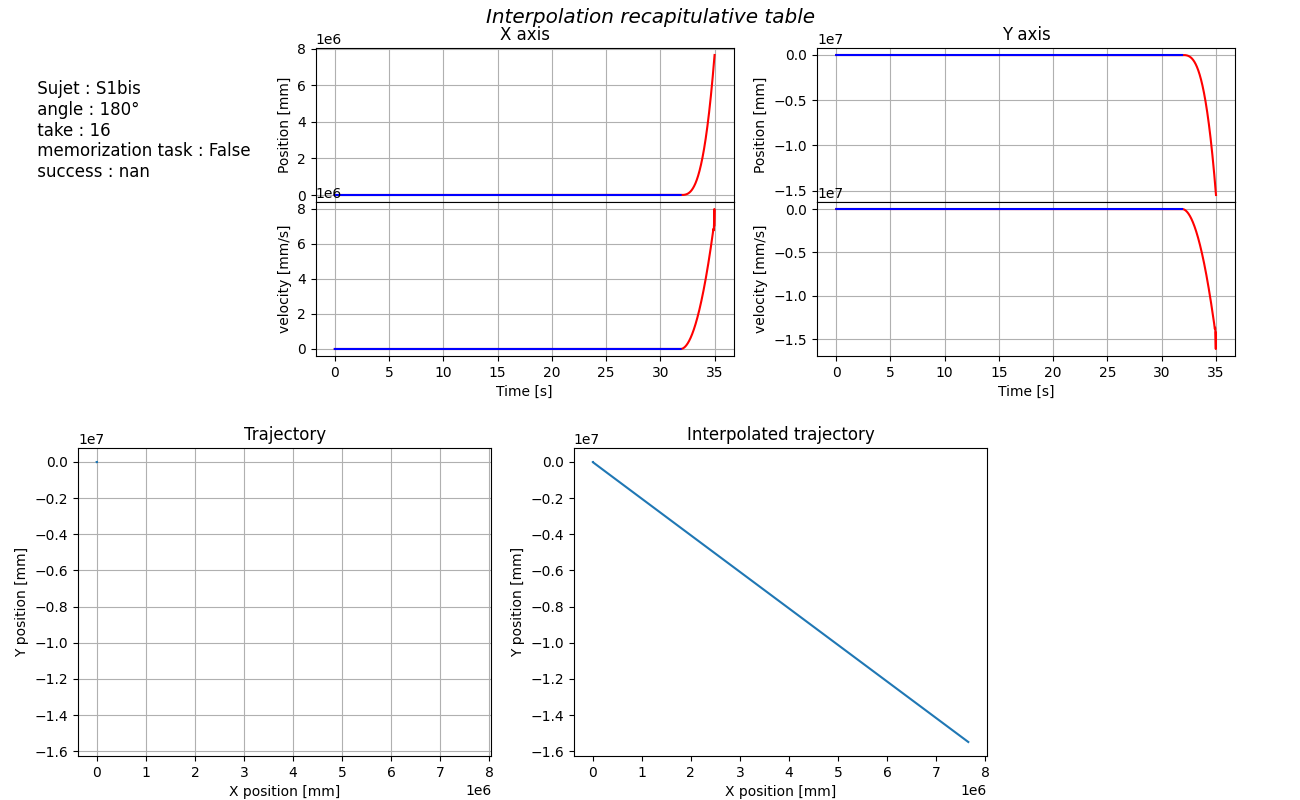 Interpolation recapitulative table
Sujet : S1bis
angle : 180°
take : 16
memorization task : False
success : nan
X axis
1e6
Position [mm]
8
6
4
2
0
1e6
velocity [mm/s]
8
6
4
2
0
0 5 10 15 20 25 30 35
Time [s]
Y axis
1e7
Position [mm]
0.0
−0.5
−1.0
−1.5
1e7
velocity [mm/s]
0.0
−0.5
−1.0
−1.5
0 5 10 15 20 25 30 35
Time [s]
Trajectory
1e7
Y position [mm]
0.0
−0.2
−0.4
−0.6
−0.8
−1.0
−1.2
−1.4
−1.6
0 1 2 3 4 5 6 7 8
X position [mm]
1e6
Interpolated trajectory
1e7
Y position [mm]
0.0
−0.2
−0.4
−0.6
−0.8
−1.0
−1.2
−1.4
−1.6
0 1 2 3 4 5 6 7 8
X position [mm]
1e6